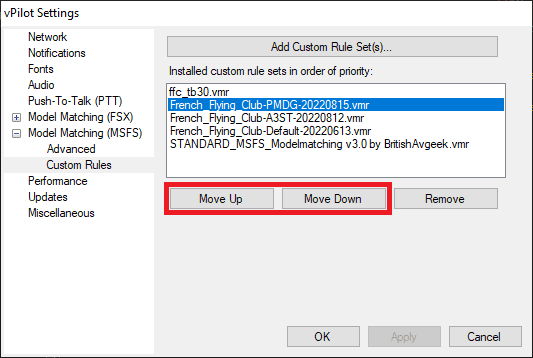 vPilot Settings
Network
Notifications
Fonts
Audio
Push-To-Talk (PTT)
Model Matching (FSX)
Model Matching (MSFS)
Advanced
Custom Rules
Performance
Updates
Miscellaneous
Add Custom Rule Set(s)...
Installed custom rule sets in order of priority:
ffc_tb30.vmr
French_Flying_Club-PMDG-20220815.vmr
French_Flying_Club-A3ST-20220812.vmr
French_Flying_Club-Default-20220613.vmr
STANDARD_MSFS_Modelmatching v3.0 by BritishAvgeek.vmr
Move Up
Move Down
Remove
OK
Apply
Cancel